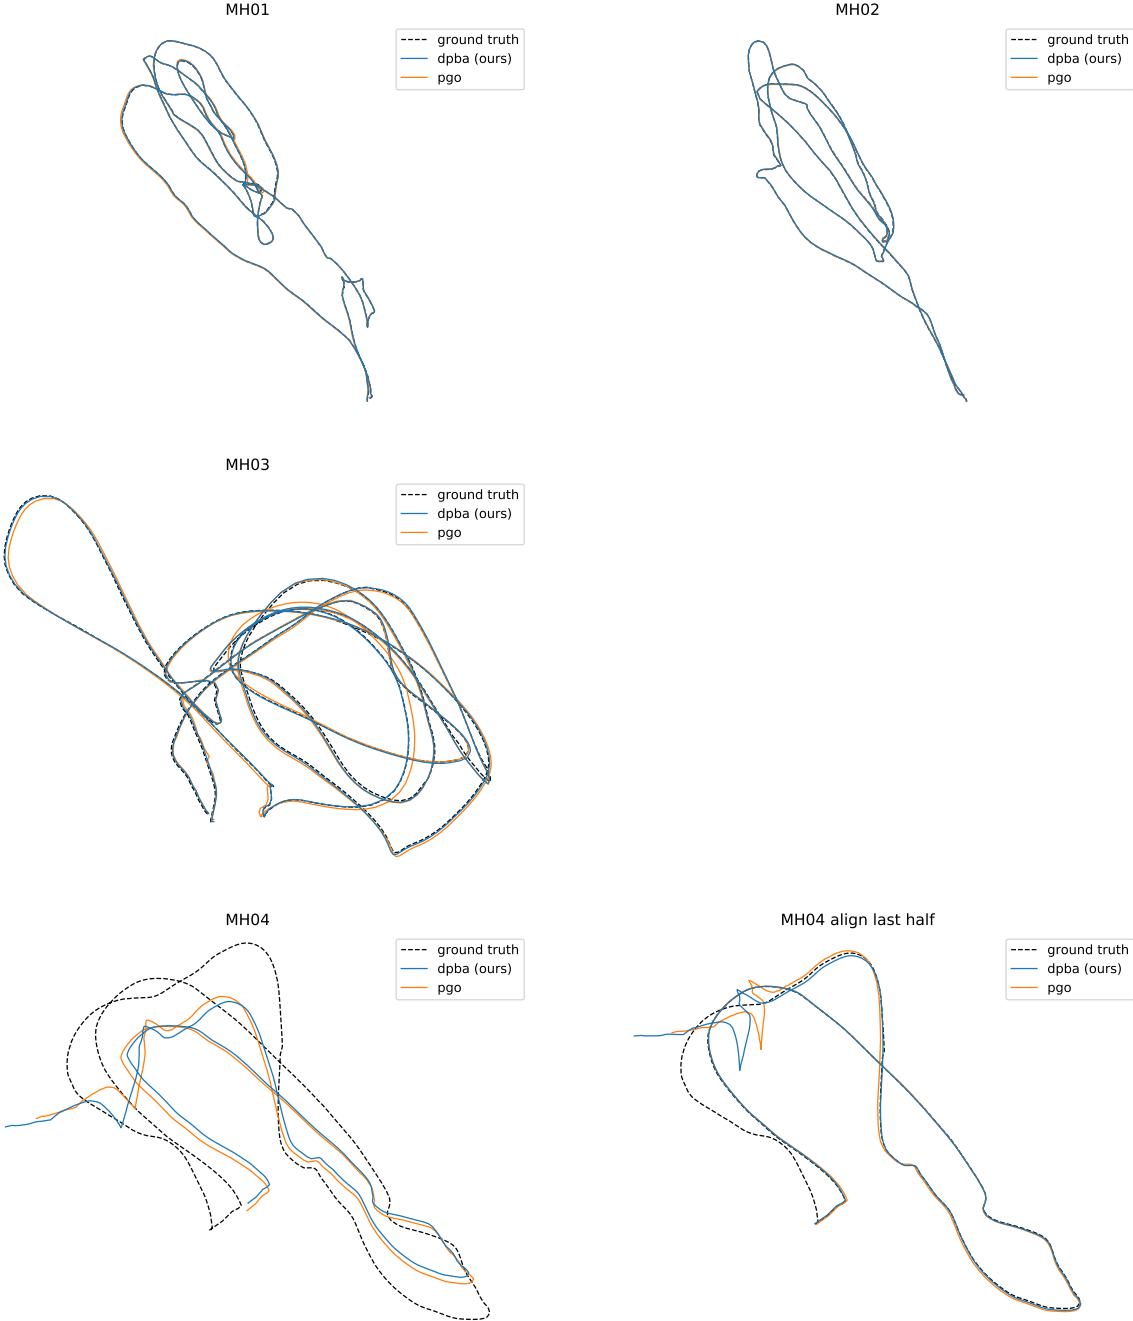 MH01
ground truth
dpba (ours)
pgo
MH02
ground truth
dpba (ours)
pgo
MH03
ground truth
dpba (ours)
pgo
MH04
ground truth
dpba (ours)
pgo
MH04 align last half
ground truth
dpba (ours)
pgo